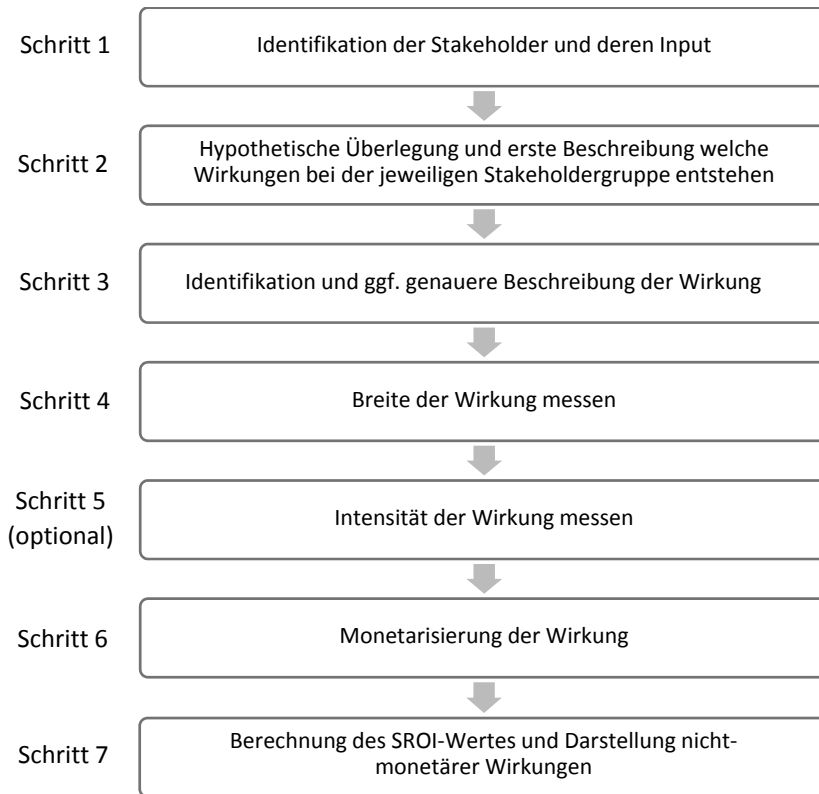 Schritt 1
Identifikation der Stakeholder und deren Input
Schritt 2
Hypothetische Überlegung und erste Beschreibung welche
Wirkungen bei der jeweiligen Stakeholdergruppe entstehen
Schritt 3
Identifikation und ggf. genauere Beschreibung der Wirkung
Schritt 4
Breite der Wirkung messen
Schritt 5
(optional)
Intensität der Wirkung messen
Schritt 6
Monetarisierung der Wirkung
Schritt 7
Berechnung des SROI-Wertes und Darstellung nicht-
monetärer Wirkungen